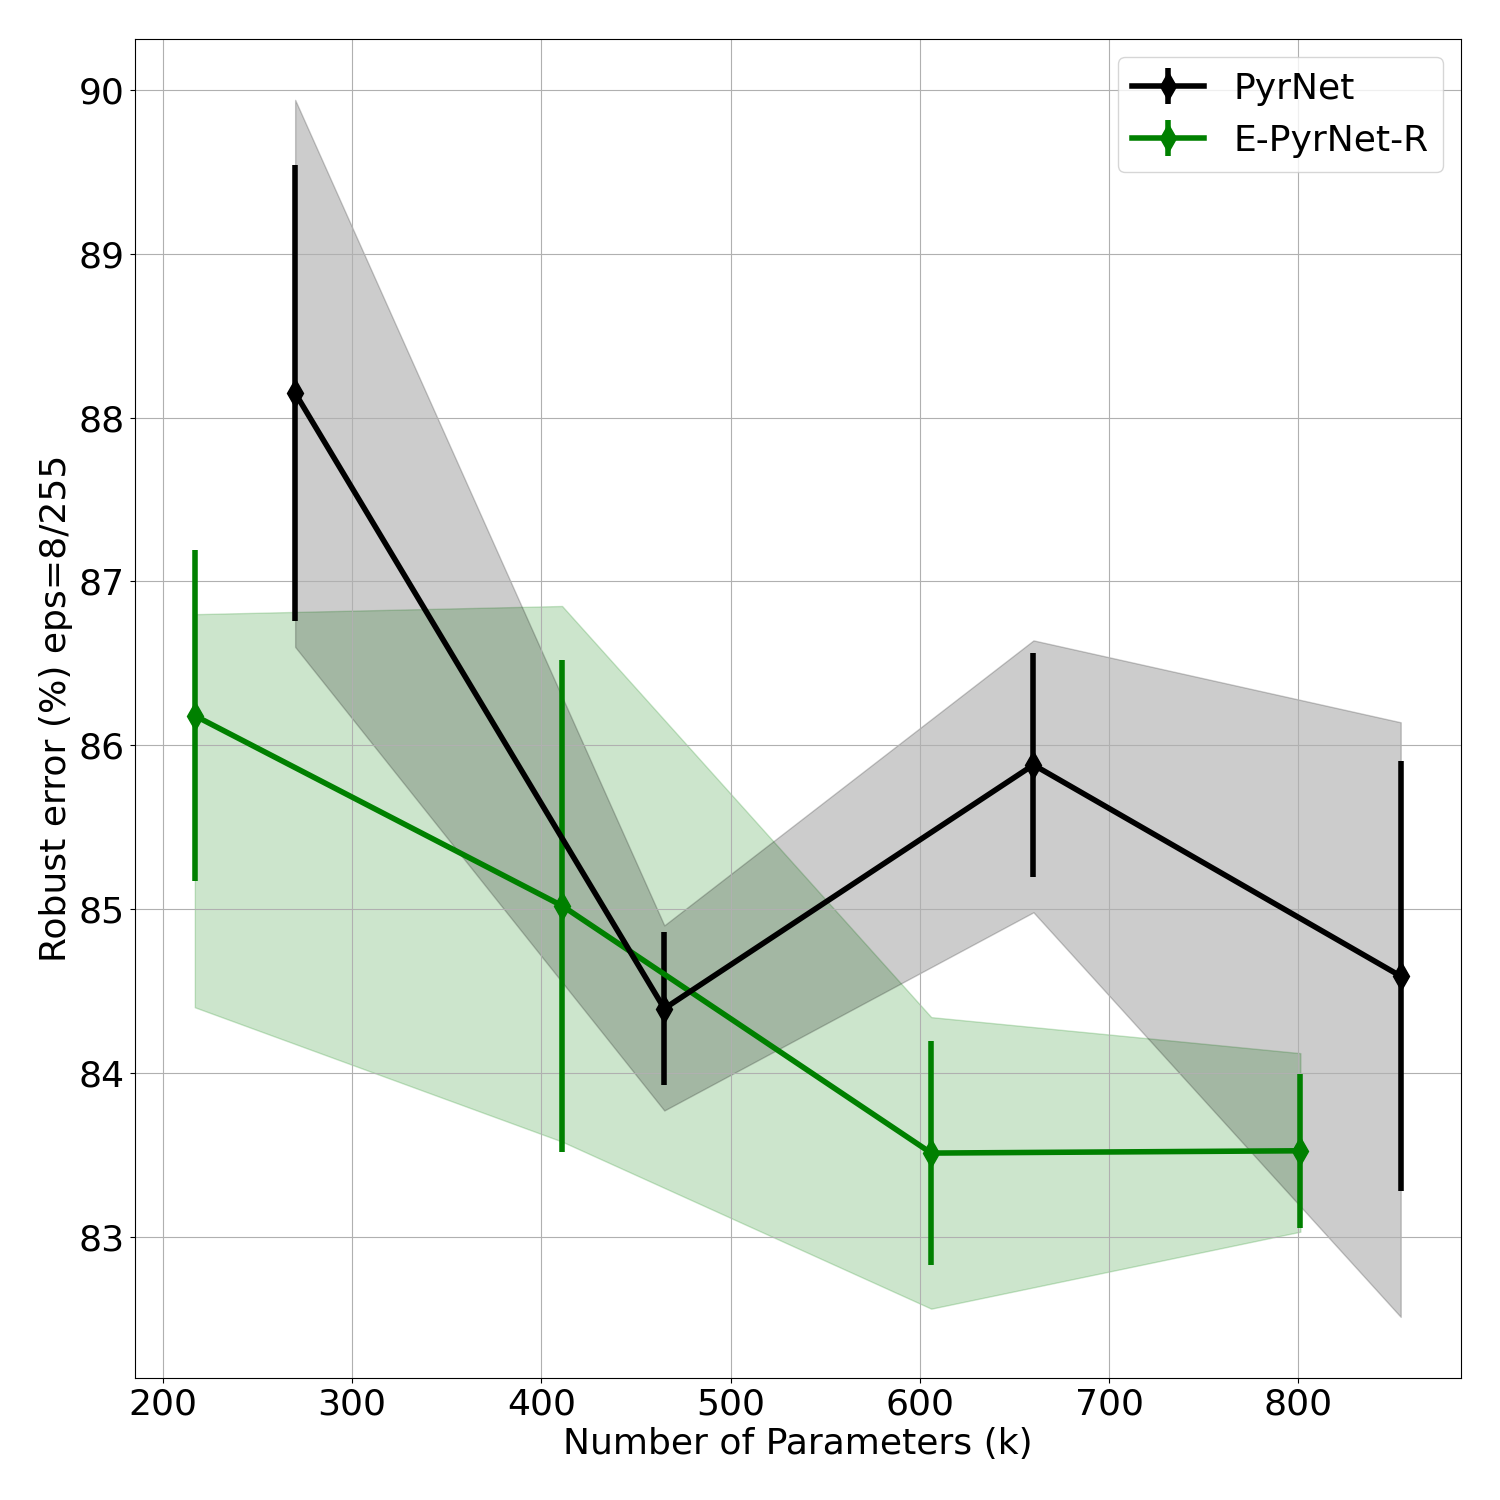 PyrNet
E-PyrNet-R
90
89
88
87
86
85
84
83
Robust error (%) eps=8/255
200 300 400 500 600 700 800
Number of Parameters (k)